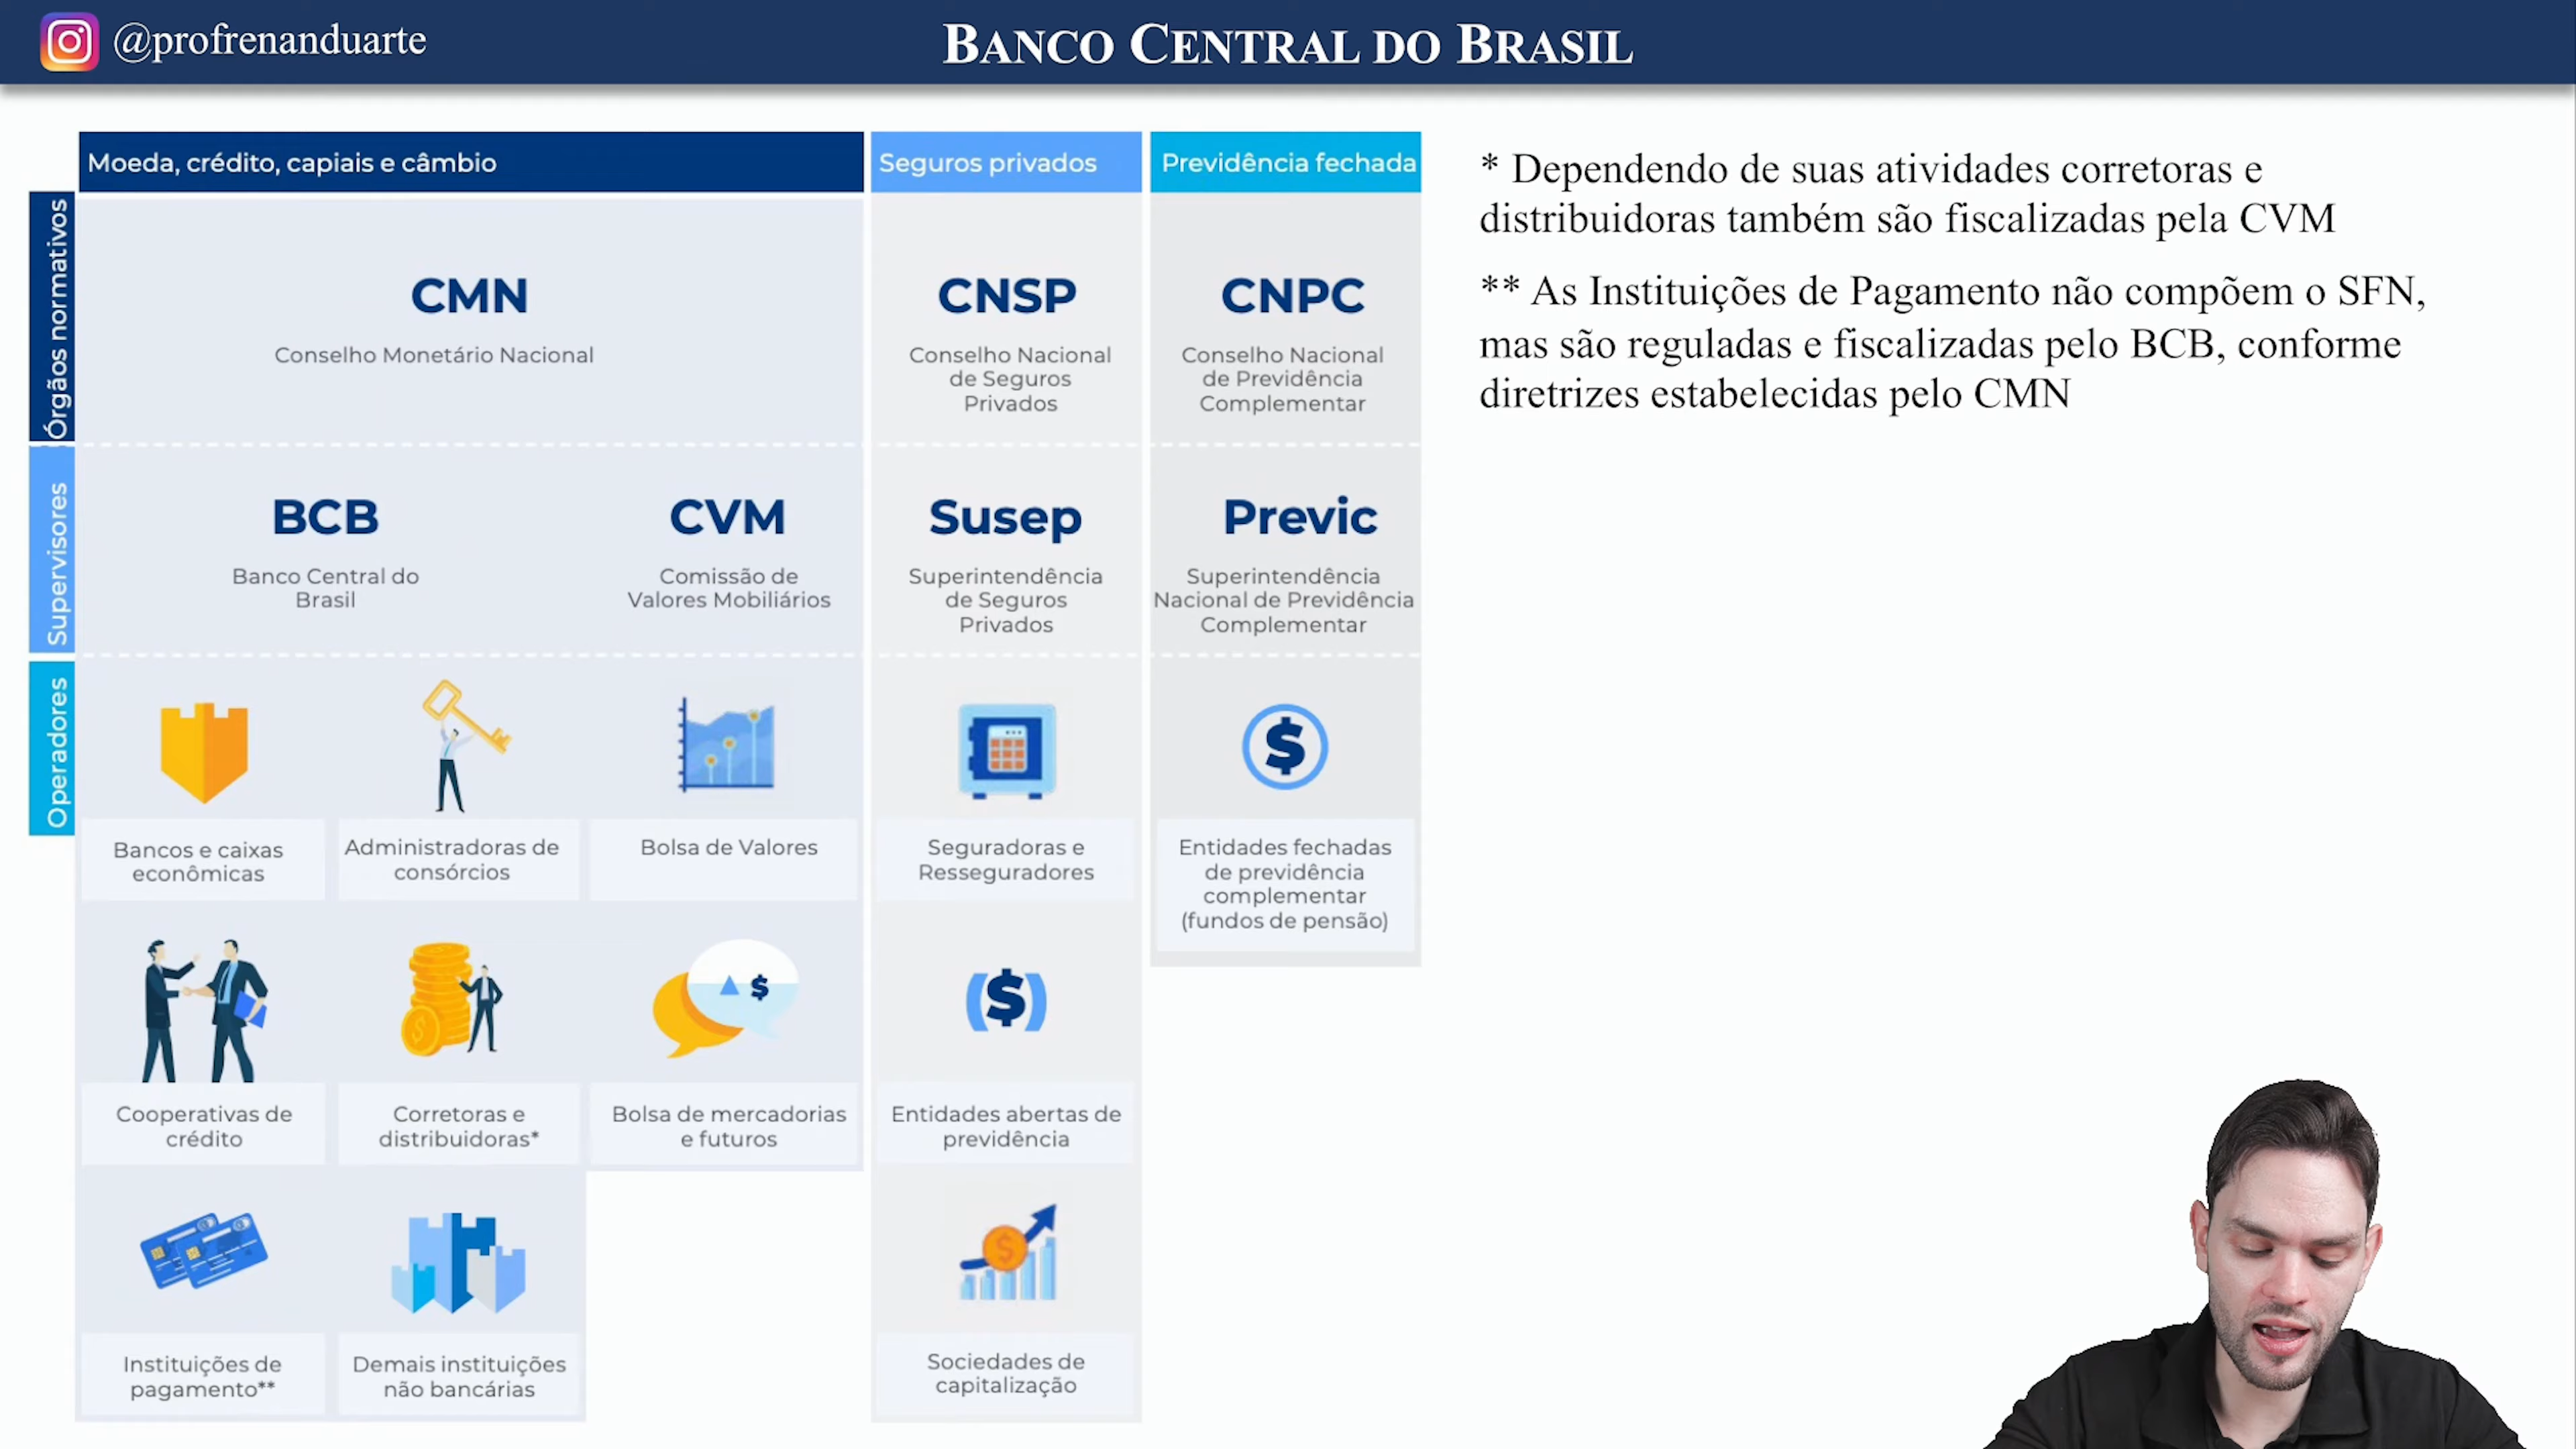 @profrenanduarte
BANCO CENTRAL DO BRASIL
Moeda, crédito, capiais e câmbio
Seguros privados
Previdência fechada
Órgãos normativos
CMN
Conselho Monetário Nacional
CNSP
Conselho Nacional
de Seguros
Privados
CNPC
Conselho Nacional
de Previdência
Complementar
Supervisores
BCB
Banco Central do
Brasil
CVM
Comissão de
Valores Mobiliários
Susep
Superintendência
de Seguros
Privados
Previc
Superintendência
Nacional de Previdência
Complementar
Operadores
Bancos e caixas
econômicas
Administradoras de
consórcios
Bolsa de Valores
Seguradoras e
Resseguradores
$
Entidades fechadas
de previdência
complementar
(fundos de pensão)
Cooperativas de
crédito
$
Corretoras e
distribuidoras*
$
Bolsa de mercadorias
e futuros
($)
Entidades abertas de
previdência
Instituições de
pagamento**
Demais instituições
não bancárias
$
Sociedades de
capitalização
* Dependendo de suas atividades corretoras e
distribuidoras também são fiscalizadas pela CVM
** As Instituições de Pagamento não compõem o SFN,
mas são reguladas e fiscalizadas pelo BCB, conforme
diretrizes estabelecidas pelo CMN